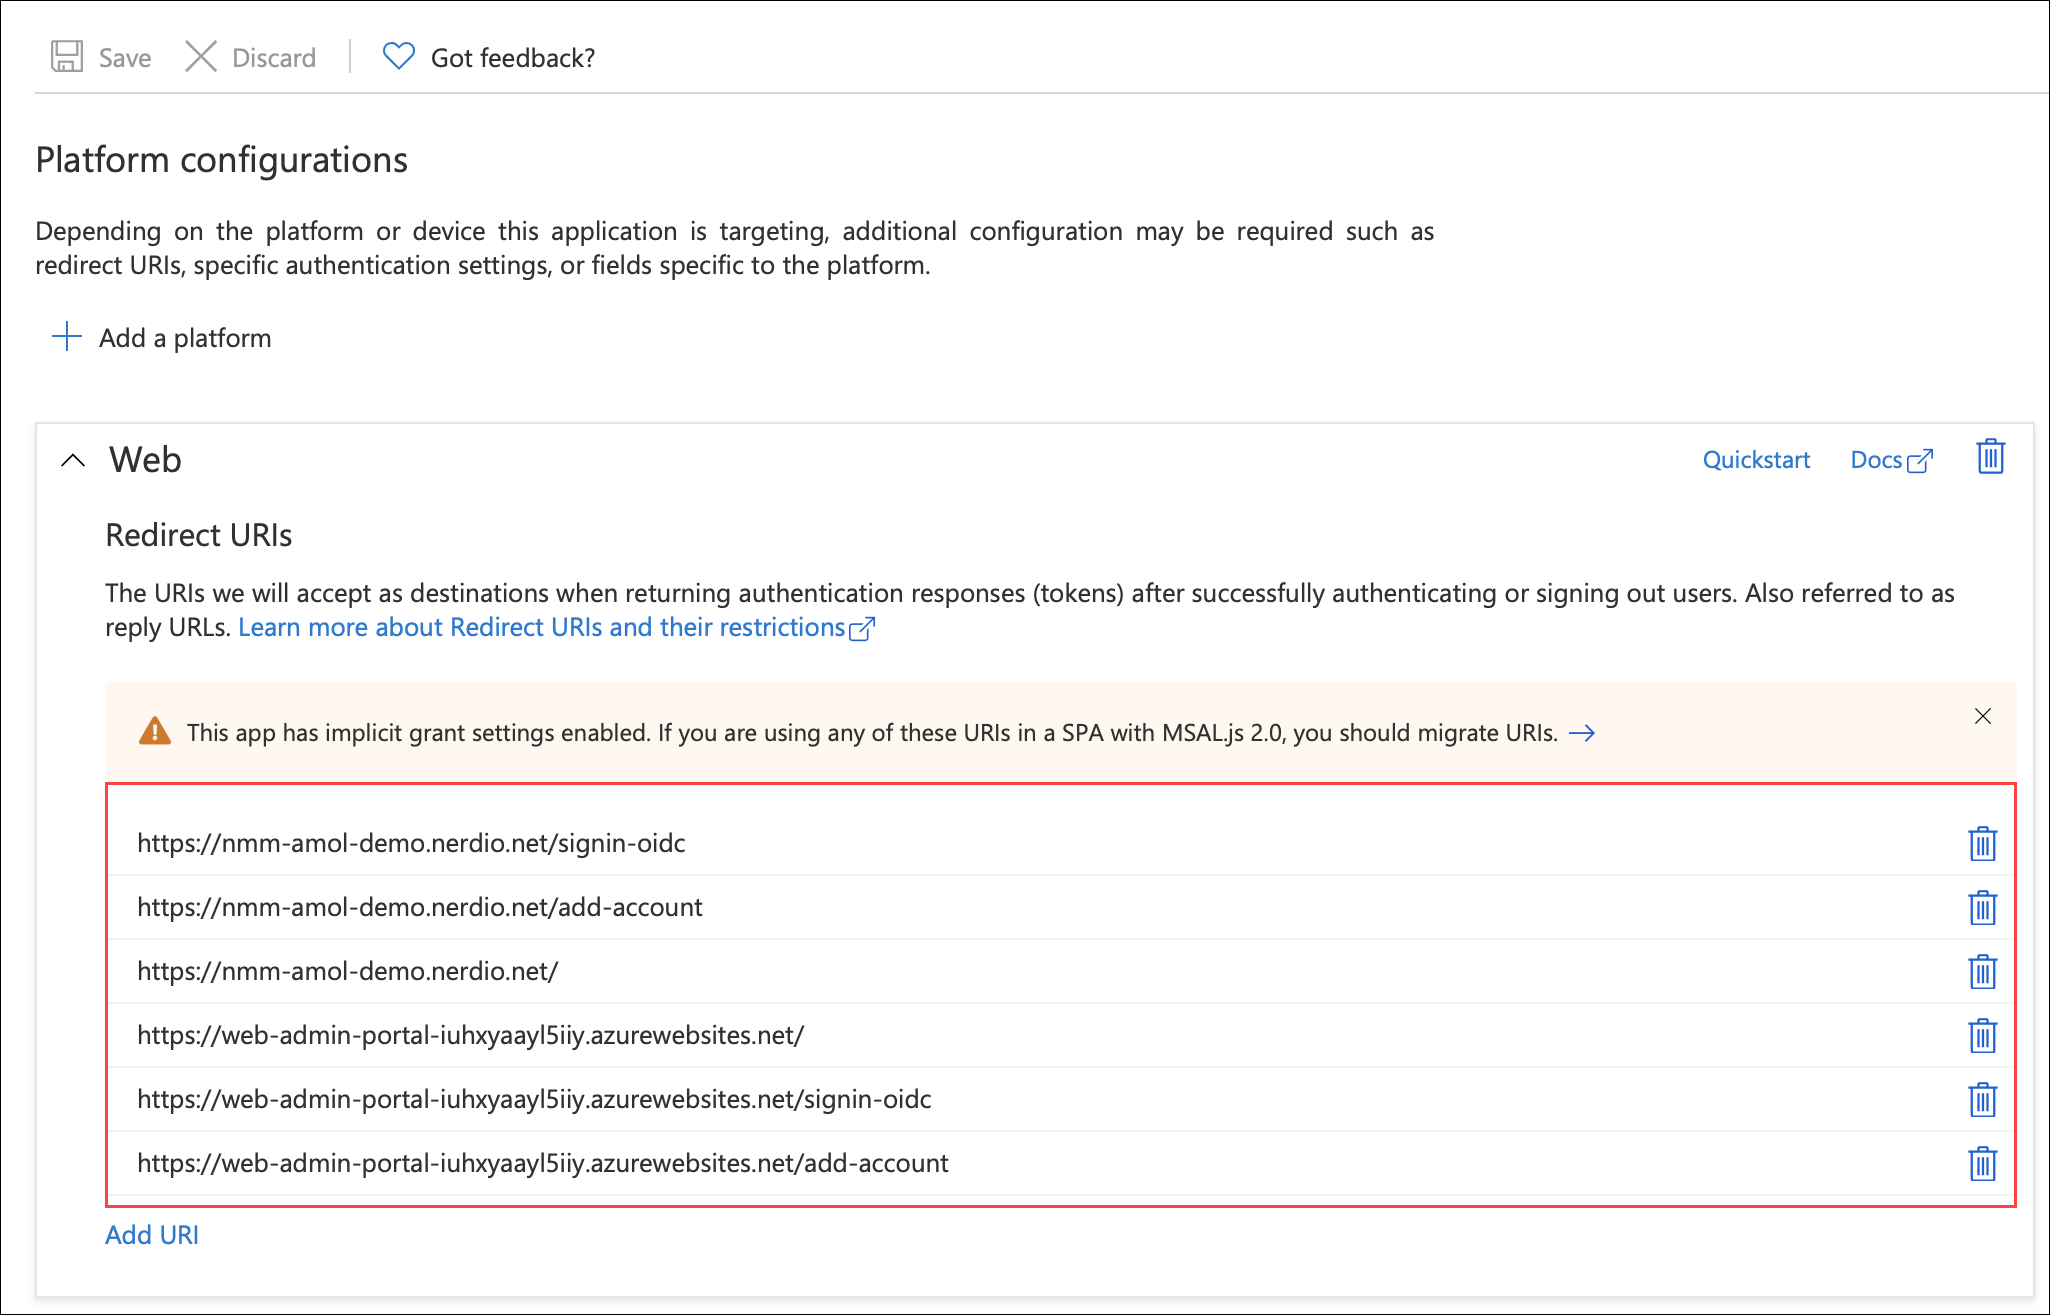 Save Discard Got feedback?
Platform configurations
Depending on the platform or device this application is targeting, additional configuration may be required such as
redirect URIs, specific authentication settings, or fields specific to the platform.
Add a platform
Web Quickstart Docs
Redirect URIs
The URIs we will accept as destinations when returning authentication responses (tokens) after successfully authenticating or signing out users. Also referred to as
reply URLs. Learn more about Redirect URIs and their restrictions
This app has implicit grant settings enabled. If you are using any of these URIs in a SPA with MSAL.js 2.0, you should migrate URIs.
https://nmm-amol-demo.nerdio.net/signin-oidc
https://nmm-amol-demo.nerdio.net/add-account
https://nmm-amol-demo.nerdio.net/
https://web-admin-portal-iuhxyaayl5iiy.azurewebsites.net/
https://web-admin-portal-iuhxyaayl5iiy.azurewebsites.net/signin-oidc
https://web-admin-portal-iuhxyaayl5iiy.azurewebsites.net/add-account
Add URI